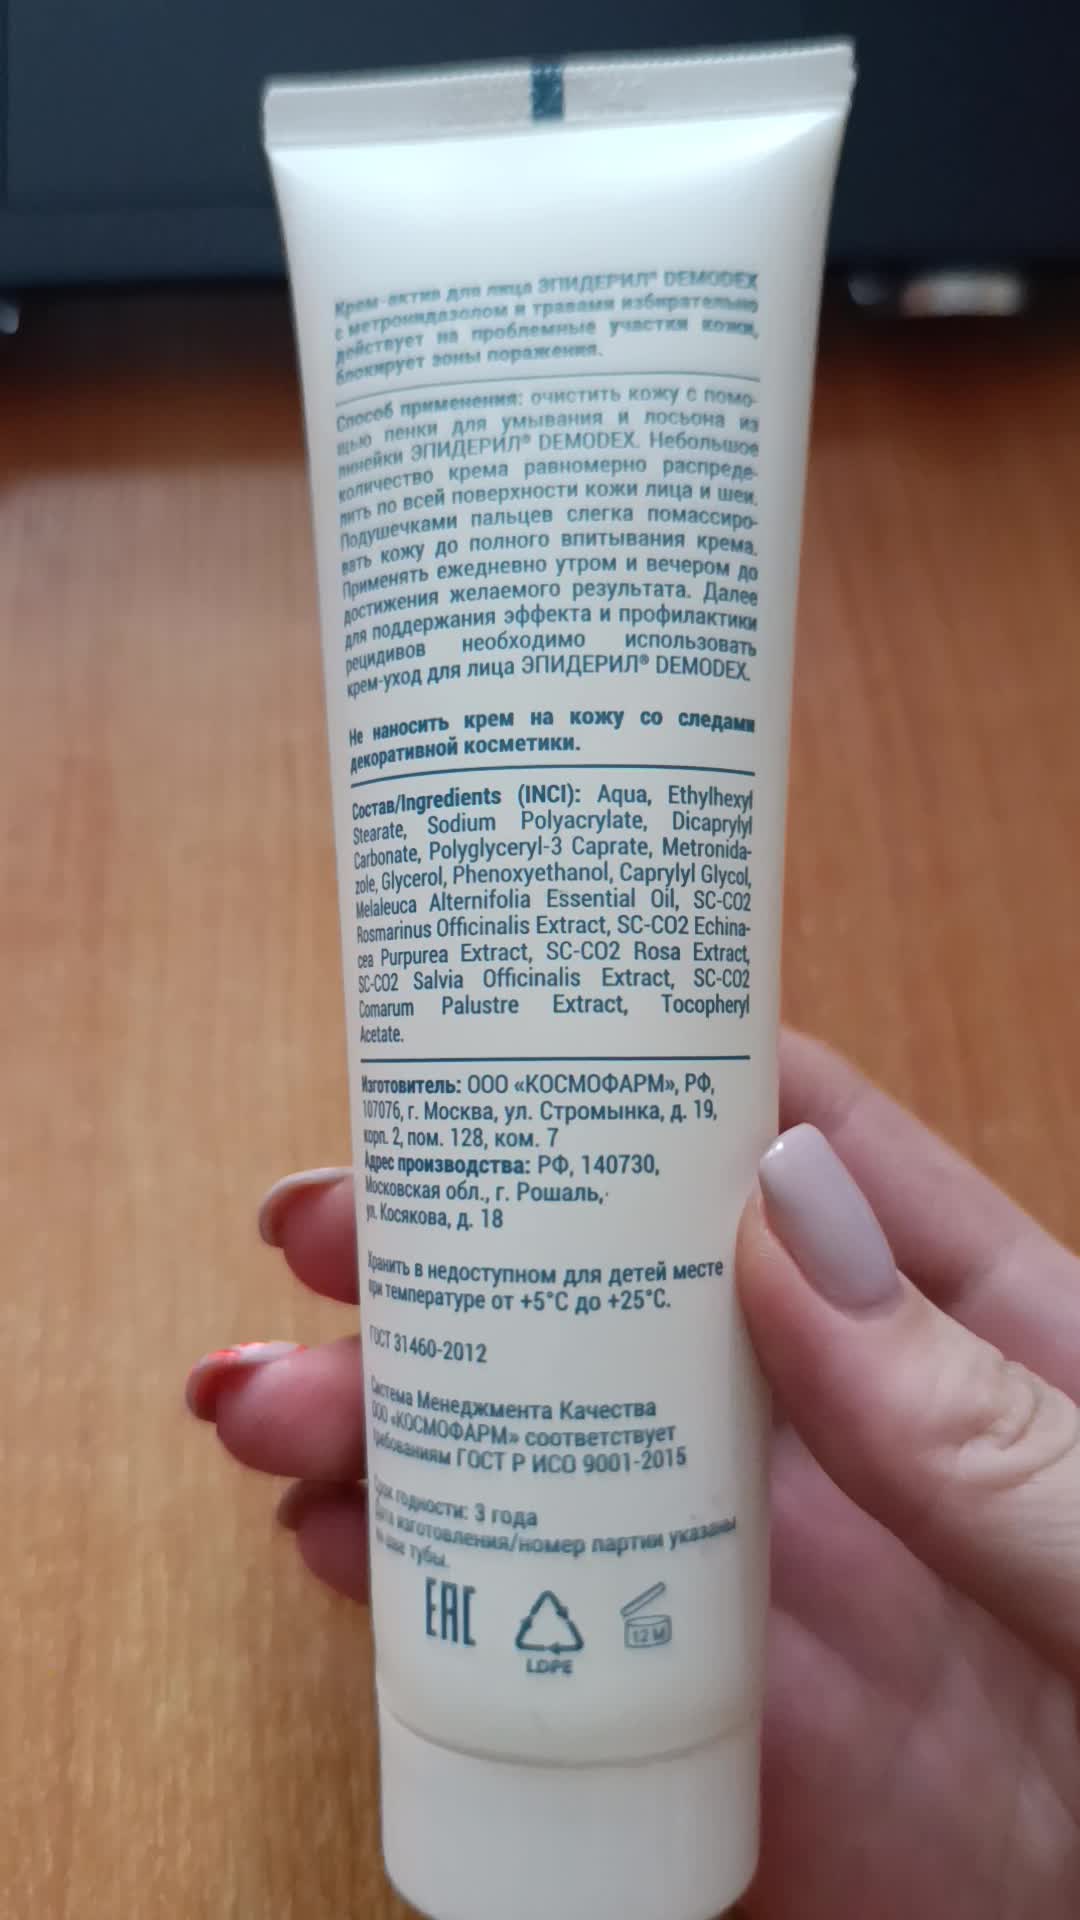 Крем-актив для лица ЭПИДЕРИЛ® DEMODEX
с метронидазолом и травами избирательно
действует на проблемные участки кожи,
блокирует зоны поражения.
Способ применения: очистить кожу с помо-
щью пенки для умывания и лосьона из
линейки ЭПИДЕРИЛ® DEMODEX. Небольшое
количество крема равномерно распреде-
лить по всей поверхности кожи лица и шеи.
Подушечками пальцев слегка помассиро-
вать кожу до полного впитывания крема.
Применять ежедневно утром и вечером до
достижения желаемого результата. Далее
для поддержания эффекта и профилактики
рецидивов необходимо использовать
крем-уход для лица ЭПИДЕРИЛ® DEMODEX.
Не наносить крем на кожу со следами
декоративной косметики.
Состав/Ingredients (INCI): Aqua, Ethylhexyl
Stearate, Sodium Polyacrylate, Dicaprylyl
Carbonate, Polyglyceryl-3 Caprate, Metronida-
zole, Glycerol, Phenoxyethanol, Caprylyl Glycol,
Melaleuca Alternifolia Essential Oil, SC-CO2
Rosmarinus Officinalis Extract, SC-CO2 Echina-
cea Purpurea Extract, SC-CO2 Rosa Extract,
SC-CO2 Salvia Officinalis Extract, SC-CO2
Comarum Palustre Extract, Tocopheryl
Acetate.
Изготовитель: ООО «КОСМОФАРМ», РФ,
107076, г. Москва, ул. Стромынка, д. 19,
корп. 2, пом. 128, ком. 7
Адрес производства: РФ, 140730,
Московская обл., г. Рошаль,
ул. Косякова, д. 18
Хранить в недоступном для детей месте
при температуре от +5°С до +25°С.
ГОСТ 31460-2012
Система Менеджмента Качества
ООО «КОСМОФАРМ» соответствует
требованиям ГОСТ Р ИСО 9001-2015
Срок годности: 3 года
Дата изготовления/номер партии указаны
на шве тубы.
ЕАС
LDPE
12 M